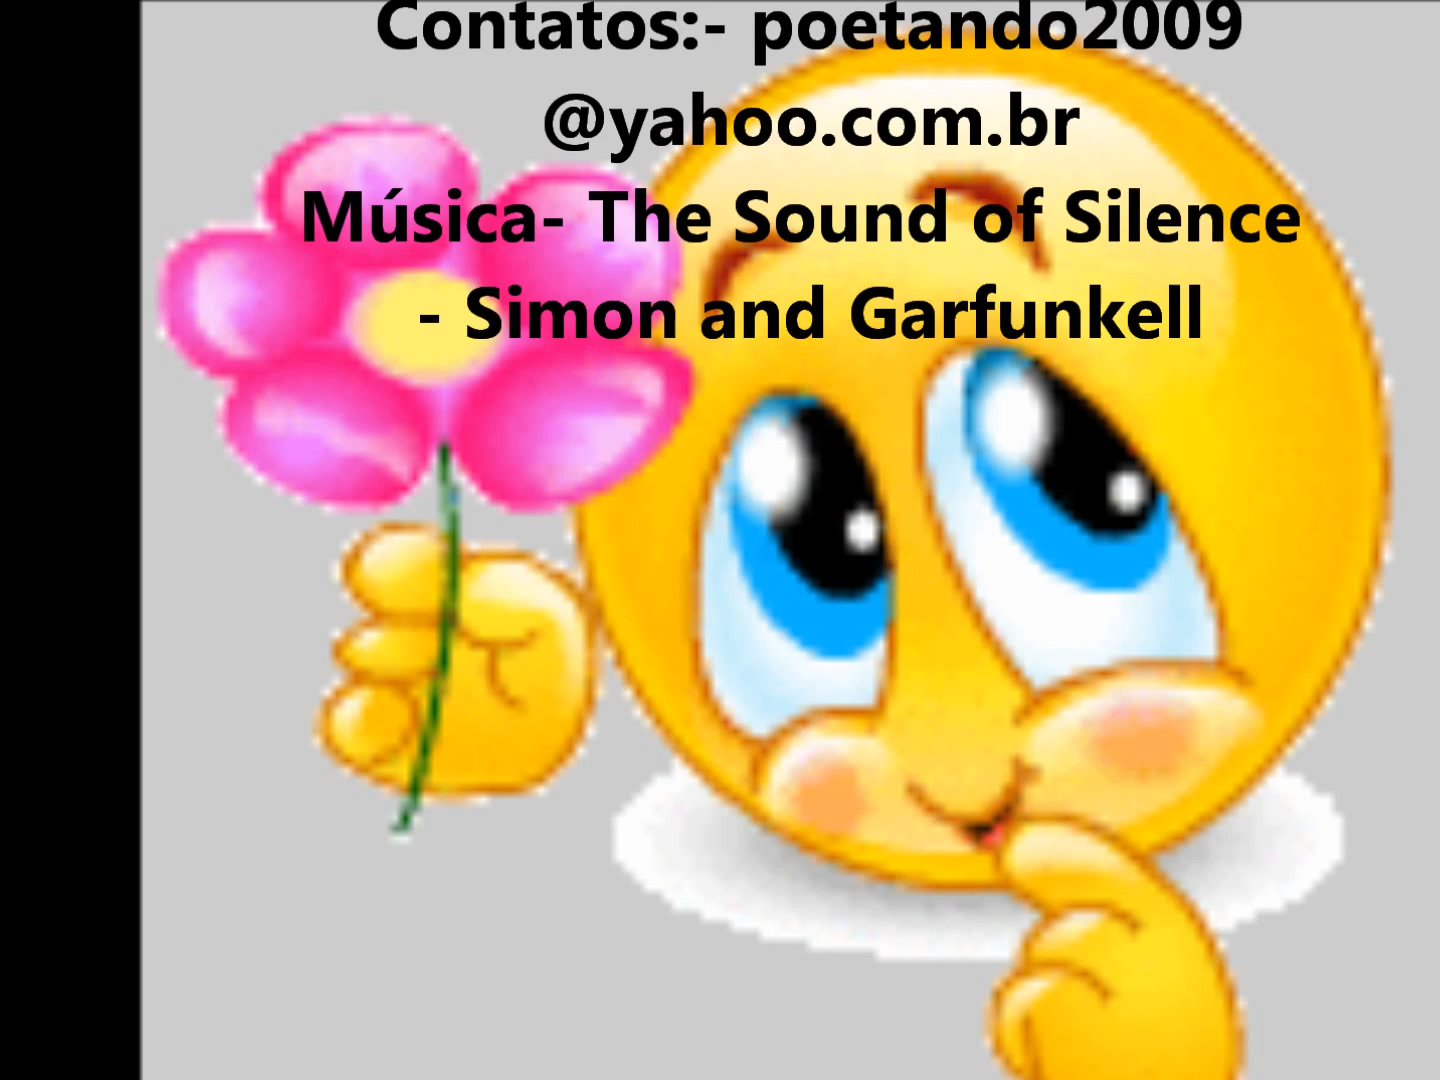 Contatos:- poetando2009
@yahoo.com.br
Música- The Sound of Silence
- Simon and Garfunkell